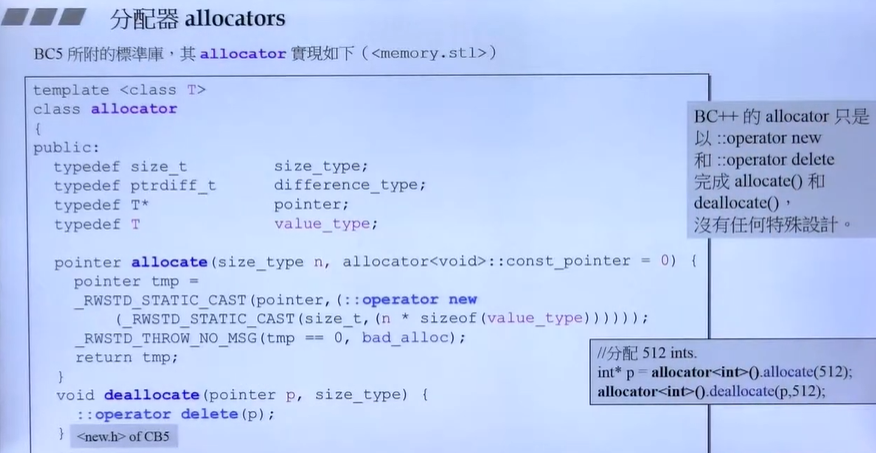 分配器 allocators
BC5 所附的標準庫，其 allocator 實現如下（<memory.stl>）
template <class T>
class allocator
{
public:
typedef size_t size_type;
typedef ptrdiff_t difference_type;
typedef T* pointer;
typedef T value_type;
pointer allocate(size_type n, allocator<void>::const_pointer = 0) {
pointer tmp =
_RWSTD_STATIC_CAST(pointer,(::operator new
(_RWSTD_STATIC_CAST(size_t,(n * sizeof(value_type))))));
_RWSTD_THROW_NO_MSG(tmp == 0, bad_alloc);
return tmp;
}
void deallocate(pointer p, size_type) {
::operator delete(p);
}
<new.h> of CB5
BC++ 的 allocator 只是
以 ::operator new
和 ::operator delete
完成 allocate() 和
deallocate()，
沒有任何特殊設計。
//分配 512 ints.
int* p = allocator<int>().allocate(512);
allocator<int>().deallocate(p,512);